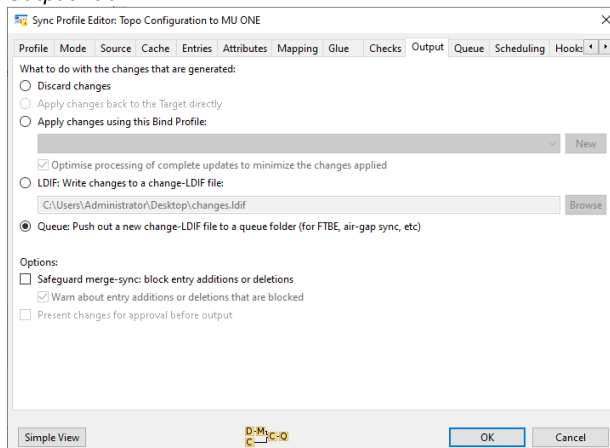 Sync Profile Editor: Topo Configuration to MU ONE
Profile Mode Source Cache Entries Attributes Mapping Glue Checks Output Queue Scheduling Hooks
What to do with the changes that are generated:
Discard changes
Apply changes back to the Target directly
Apply changes using this Bind Profile:
New
Optimise processing of complete updates to minimize the changes applied
LDIF: Write changes to a change-LDIF file:
C:\Users\Administrator\Desktop\changes.ldif Browse
Queue: Push out a new change-LDIF file to a queue folder (for FTBE, air-gap sync, etc)
Options:
Safeguard merge-sync: block entry additions or deletions
Warn about entry additions or deletions that are blocked
Present changes for approval before output
Simple View D-M C C-Q OK Cancel